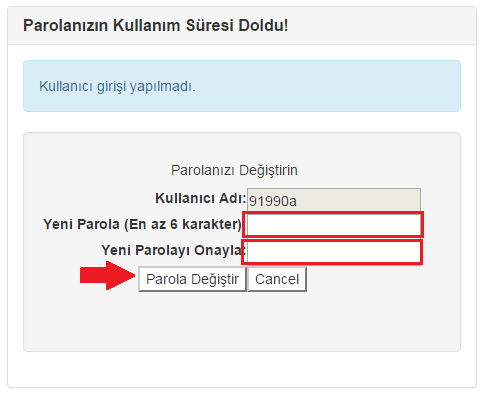 Parolanızın Kullanım Süresi Doldu!
Kullanıcı girişi yapılmadı.
Parolanızı Değiştirin
Kullanıcı Adı: 91990a
Yeni Parola (En az 6 karakter):
Yeni Parolayı Onayla:
Parola Değiştir Cancel